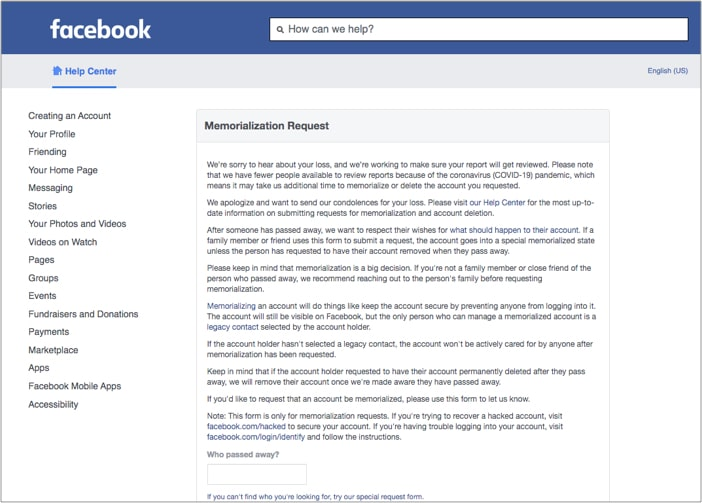 facebook
How can we help?
Help Center
English (US)
Creating an Account
Your Profile
Friending
Your Home Page
Messaging
Stories
Your Photos and Videos
Videos on Watch
Pages
Groups
Events
Fundraisers and Donations
Payments
Marketplace
Apps
Facebook Mobile Apps
Accessibility
Memorialization Request
We're sorry to hear about your loss, and we're working to make sure your report will get reviewed. Please note
that we have fewer people available to review reports because of the coronavirus (COVID-19) pandemic, which
means it may take us additional time to memorialize or delete the account you requested.
We apologize and want to send our condolences for your loss. Please visit our Help Center for the most up-to-
date information on submitting requests for memorialization and account deletion.
After someone has passed away, we want to respect their wishes for what should happen to their account. If a
family member or friend uses this form to submit a request, the account goes into a special memorialized state
unless the person has requested to have their account removed when they pass away.
Please keep in mind that memorialization is a big decision. If you're not a family member or close friend of the
person who passed away, we recommend reaching out to the person's family before requesting
memorialization.
Memorializing an account will do things like keep the account secure by preventing anyone from logging into it.
The account will still be visible on Facebook, but the only person who can manage a memorialized account is a
legacy contact selected by the account holder.
If the account holder hasn't selected a legacy contact, the account won't be actively cared for by anyone after
memorialization has been requested.
Keep in mind that if the account holder requested to have their account permanently deleted after they pass
away, we will remove their account once we're made aware they have passed away.
If you'd like to request that an account be memorialized, please use this form to let us know.
Note: This form is only for memorialization requests. If you're trying to recover a hacked account, visit
facebook.com/hacked to secure your account. If you're having trouble logging into your account, visit
facebook.com/login/identify and follow the instructions.
Who passed away?
If you can't find who you're looking for, try our special request form.